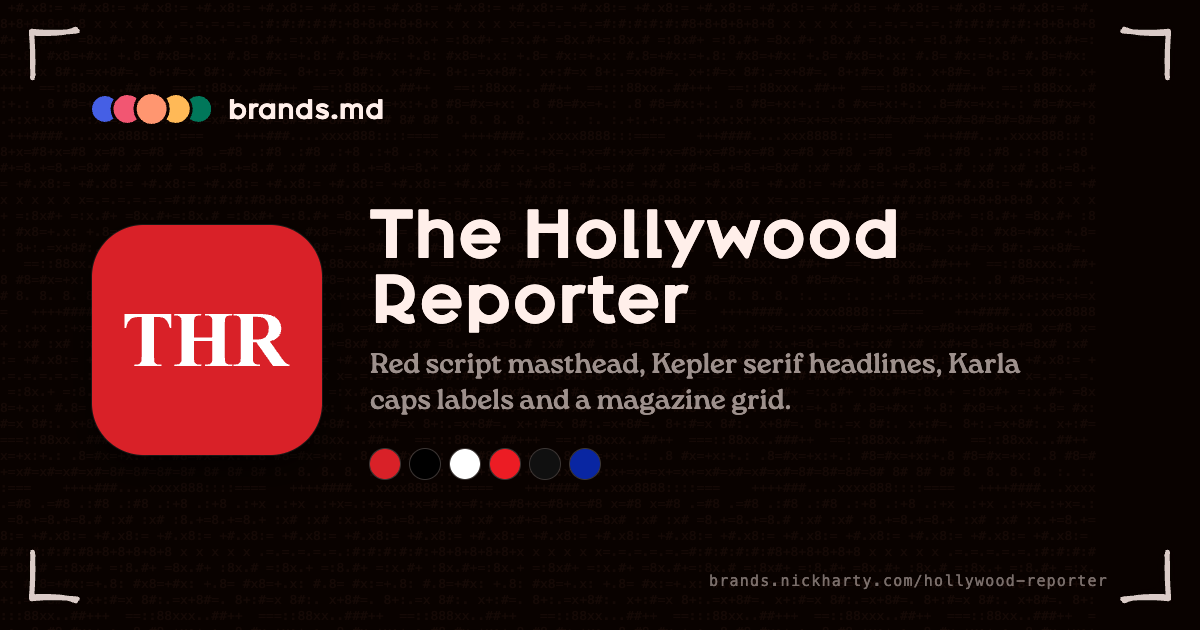 brands.md
THR
The Hollywood
Reporter
Red script masthead, Kepler serif headlines, Karla
caps labels and a magazine grid.
brands.nickharty.com/hollywood-reporter